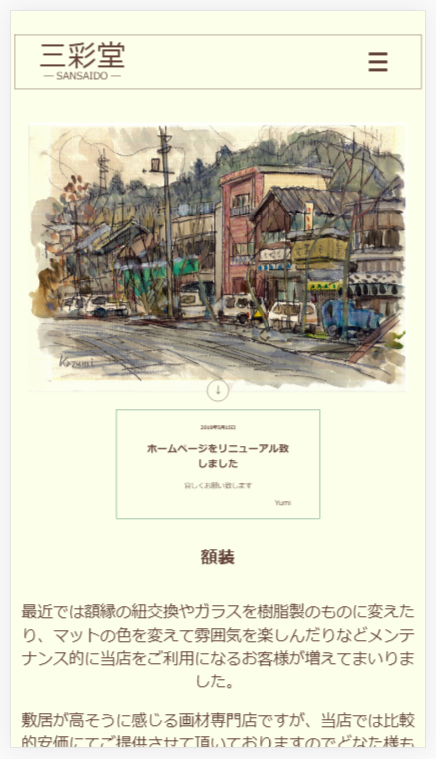 三彩堂
— SANSAIDO —
Kazumi
↓
2019年5月13日
ホームページをリニューアル致
しました
宜しくお願い致します
Yumi
額装
最近では額縁の紐交換やガラスを樹脂製のものに変えた
り、マットの色を変えて雰囲気を楽しんだりなどメンテ
ナンス的に当店をご利用になるお客様が増えてまいりま
した。
敷居が高そうに感じる画材専門店ですが、当店では比較
的安価にてご提供させて頂いておりますのでどなた様も